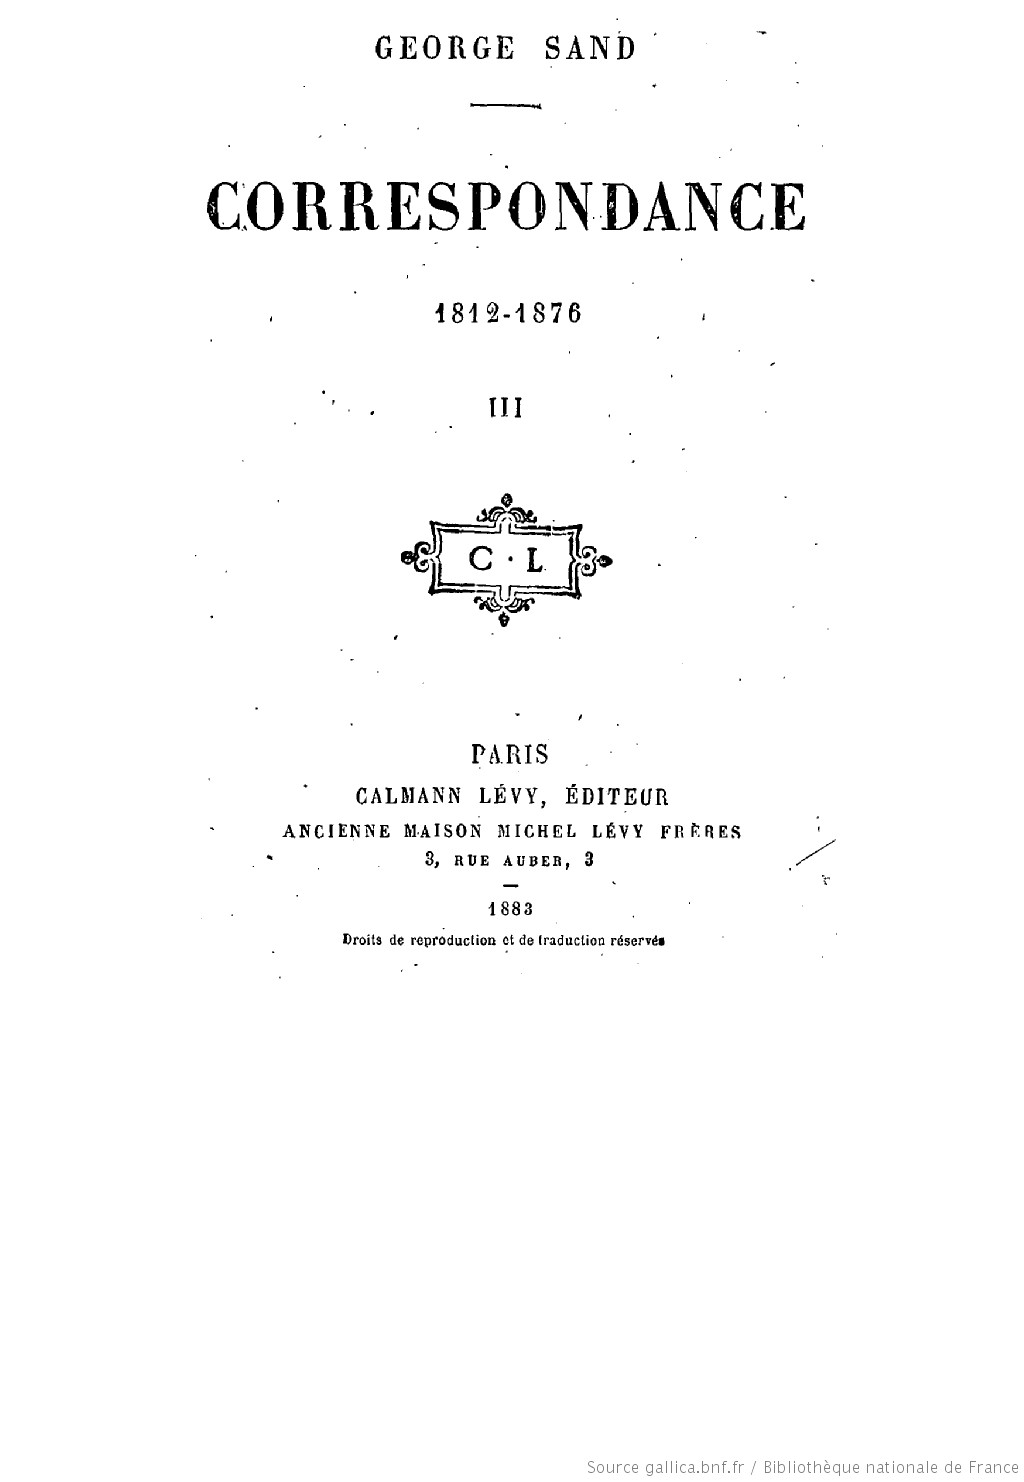 GEORGE SAND
CORRESPONDANCE
1812-1876
III
C · L
PARIS
CALMANN LÉVY, ÉDITEUR
ANCIENNE MAISON MICHEL LÉVY FRÈRES
3, RUE AUBER, 3
1883
Droits de reproduction et de traduction réservés
Source gallica.bnf.fr / Bibliothèque nationale de France